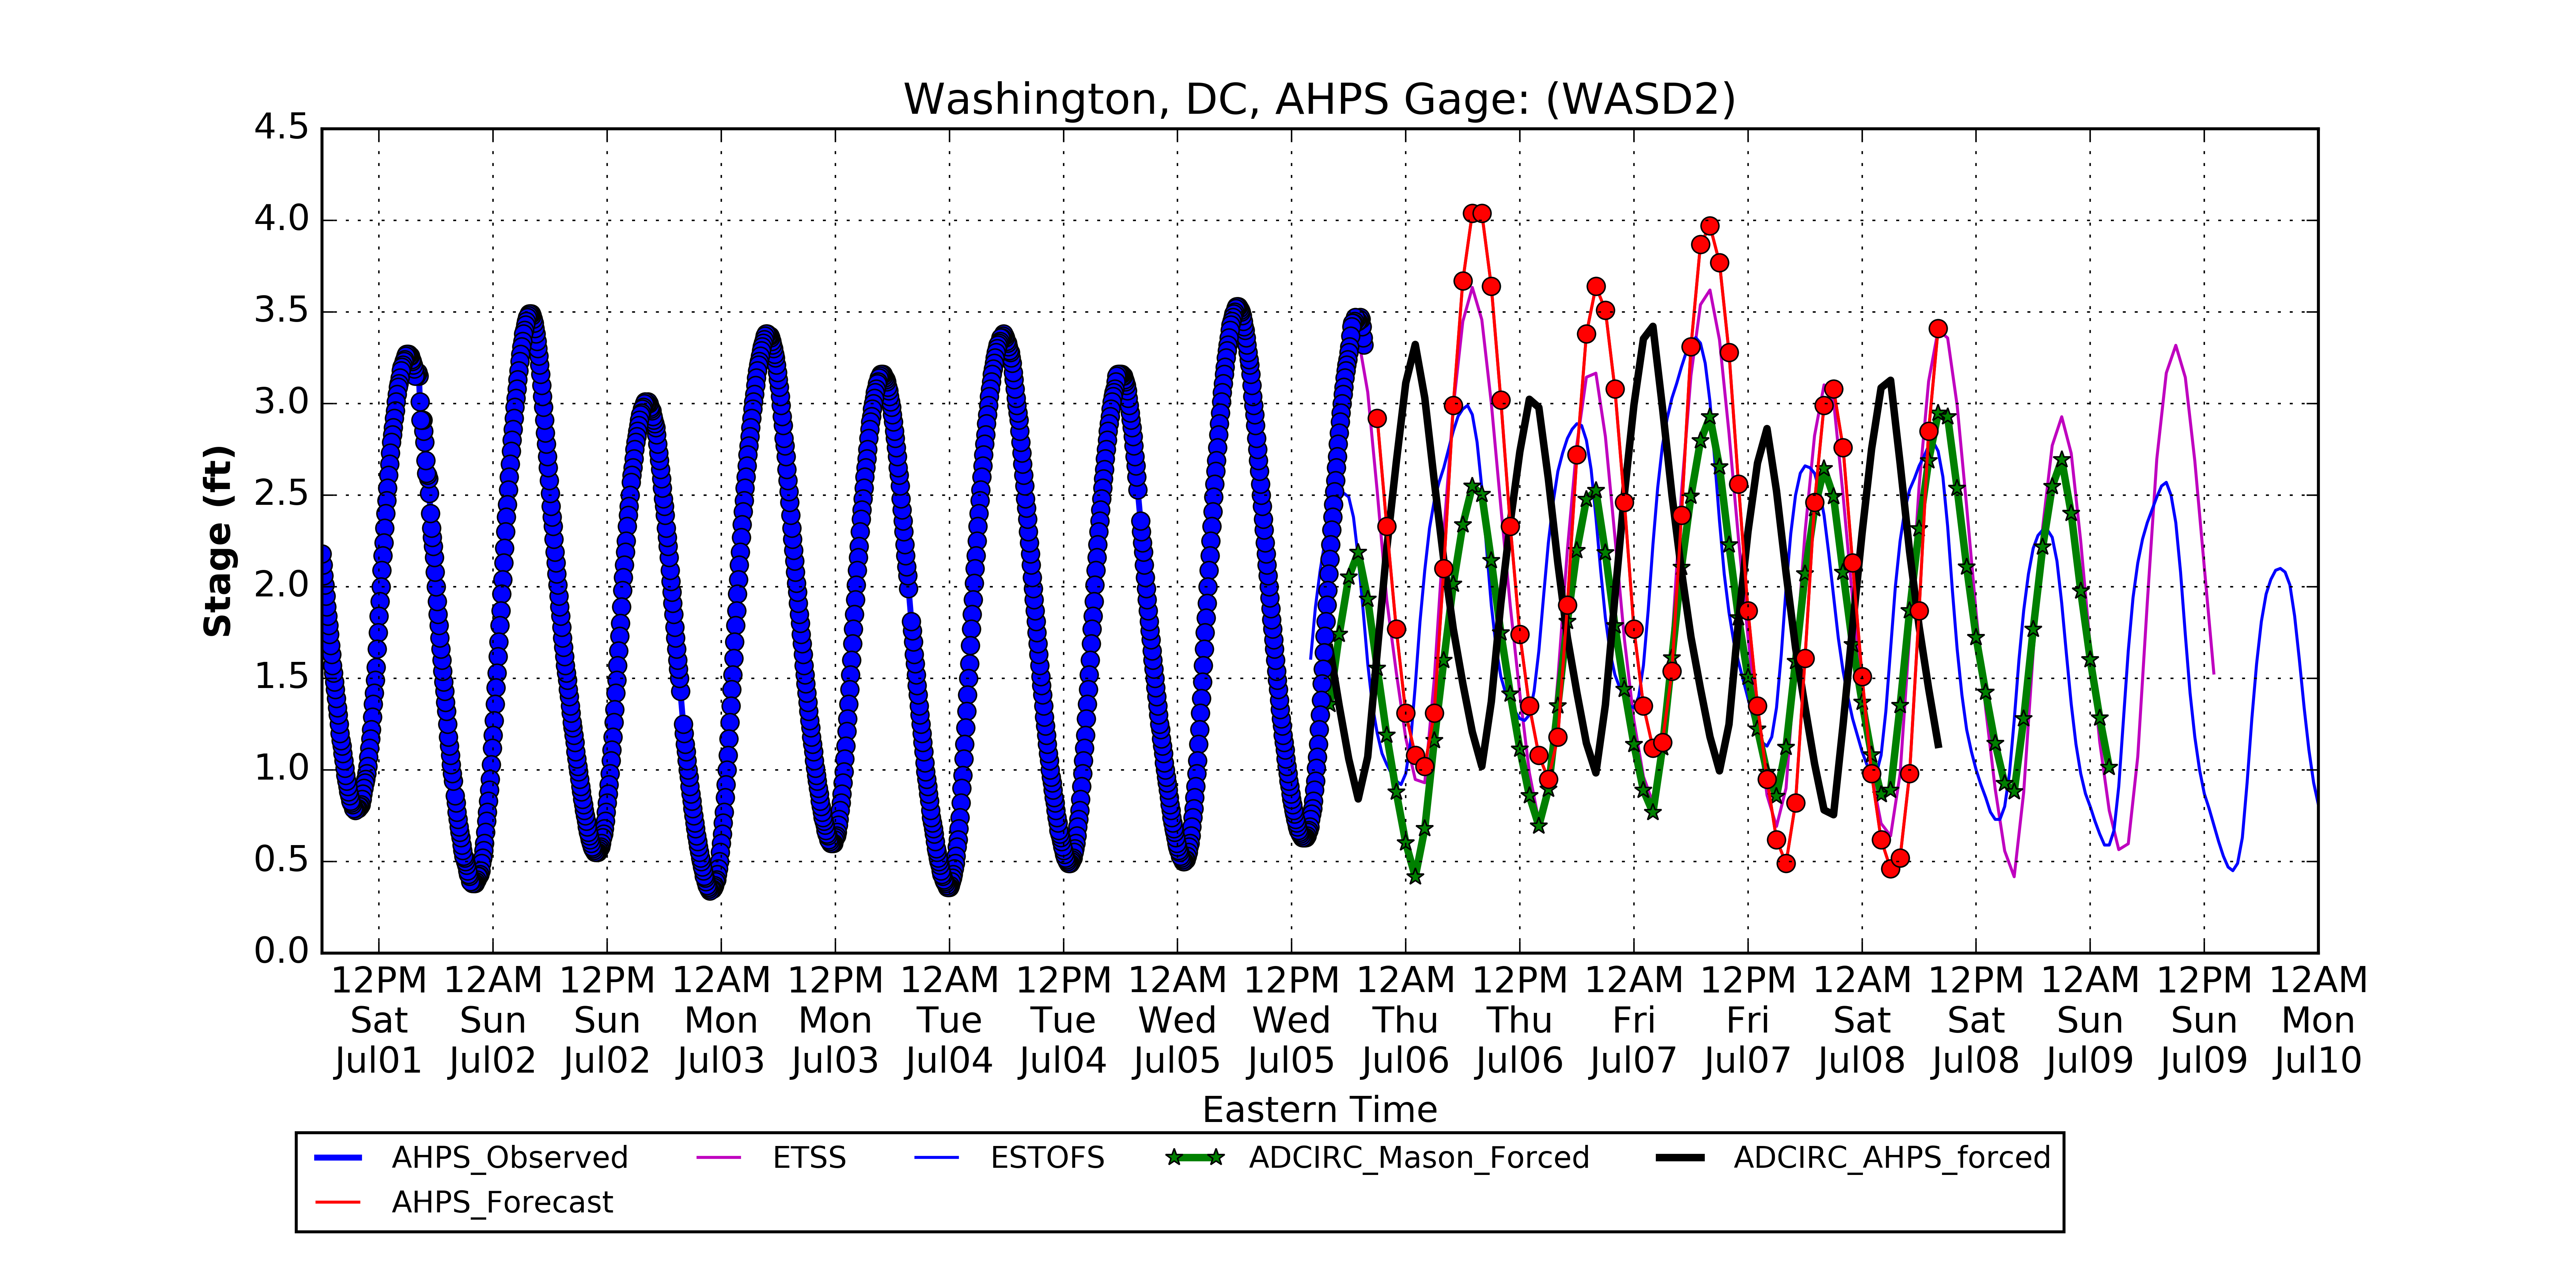 Washington, DC, AHPS Gage: (WASD2)
4.5
4.0
3.5
3.0
2.5
2.0
1.5
1.0
0.5
0.0
Stage (ft)
12PM 12AM 12PM 12AM 12PM 12AM 12PM 12AM 12PM 12AM 12PM 12AM 12PM 12AM 12PM 12AM 12PM 12AM
Sat Sun Sun Mon Mon Tue Tue Wed Wed Thu Thu Fri Fri Sat Sat Sun Sun Mon
Jul01 Jul02 Jul02 Jul03 Jul03 Jul04 Jul04 Jul05 Jul05 Jul06 Jul06 Jul07 Jul07 Jul08 Jul08 Jul09 Jul09 Jul10
Eastern Time
AHPS_Observed ETSS ESTOFS ADCIRC_Mason_Forced ADCIRC_AHPS_forced
AHPS_Forecast